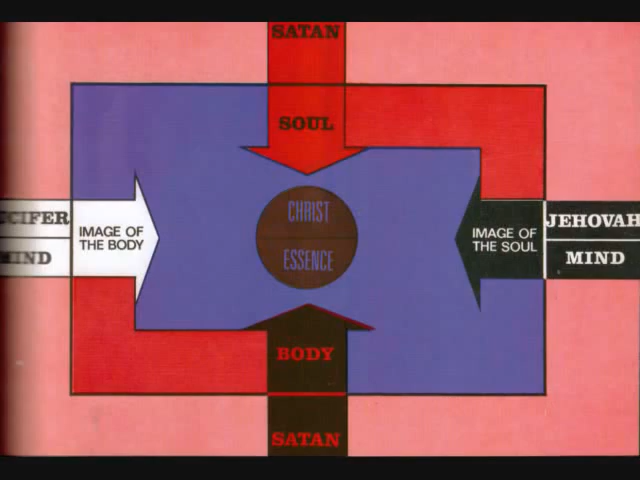 SATAN
SOUL
CHRIST
ESSENCE
UCIFER
MIND
IMAGE OF
THE BODY
IMAGE OF
THE SOUL
JEHOVAH
MIND
BODY
SATAN